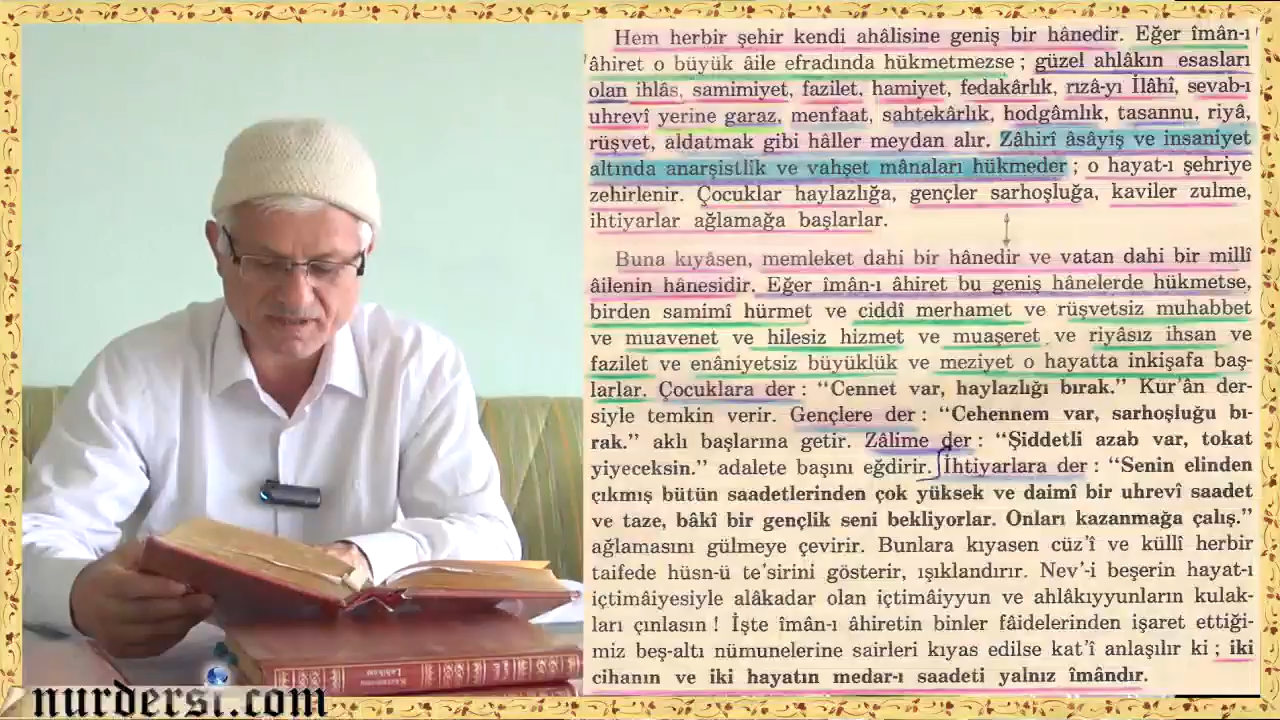 Hem herbir şehir kendi ahâlisine geniş bir hânedir. Eğer îmân-ı
âhiret o büyük âile efradında hükmetmezse ; güzel ahlâkın esasları
olan ihlâs, samimiyet, fazilet, hamiyet, fedakârlık, rızâ-yı İlâhî, sevab-ı
uhrevî yerine garaz, menfaat, sahtekârlık, hodgâmlık, tasannu, riyâ,
rüşvet, aldatmak gibi hâller meydan alır. Zâhirî âsâyiş ve insaniyet
altında anarşistlik ve vahşet mânaları hükmeder ; o hayat-ı şehriye
zehirlenir. Çocuklar haylazlığa, gençler sarhoşluğa, kaviler zulme,
ihtiyarlar ağlamağa başlarlar.
Buna kıyâsen, memleket dahi bir hânedir ve vatan dahi bir millî
âilenin hânesidir. Eğer îmân-ı âhiret bu geniş hânelerde hükmetse,
birden samimî hürmet ve ciddî merhamet ve rüşvetsiz muhabbet
ve muavenet ve hilesiz hizmet ve muaşeret ve riyâsız ihsan ve
fazilet ve enâniyetsiz büyüklük ve meziyet o hayatta inkişafa baş-
larlar. Çocuklara der : “Cennet var, haylazlığı bırak.” Kur'ân der-
siyle temkin verir. Gençlere der : “Cehennem var, sarhoşluğu bı-
rak.” aklı başlarına getir. Zâlime der : “Şiddetli azab var, tokat
yiyeceksin.” adalete başını eğdirir. İhtiyarlara der : “Senin elinden
çıkmış bütün saadetlerinden çok yüksek ve daimî bir uhrevî saadet
ve taze, bâkî bir gençlik seni bekliyorlar. Onları kazanmağa çalış.”
ağlamasını gülmeye çevirir. Bunlara kıyasen cüz'î ve küllî herbir
taifede hüsn-ü te'sirini gösterir, ışıklandırır. Nev'-i beşerin hayat-ı
içtimâiyesiyle alâkadar olan içtimâiyyun ve ahlâkıyyunların kulak-
ları çınlasın ! İşte îmân-ı âhiretin binler fâidelerinden işaret ettiği-
miz beş-altı nümunelerine sairleri kıyas edilse kat'î anlaşılır ki ; iki
cihanın ve iki hayatın medar-ı saadeti yalnız îmândır.
nurdersi.com